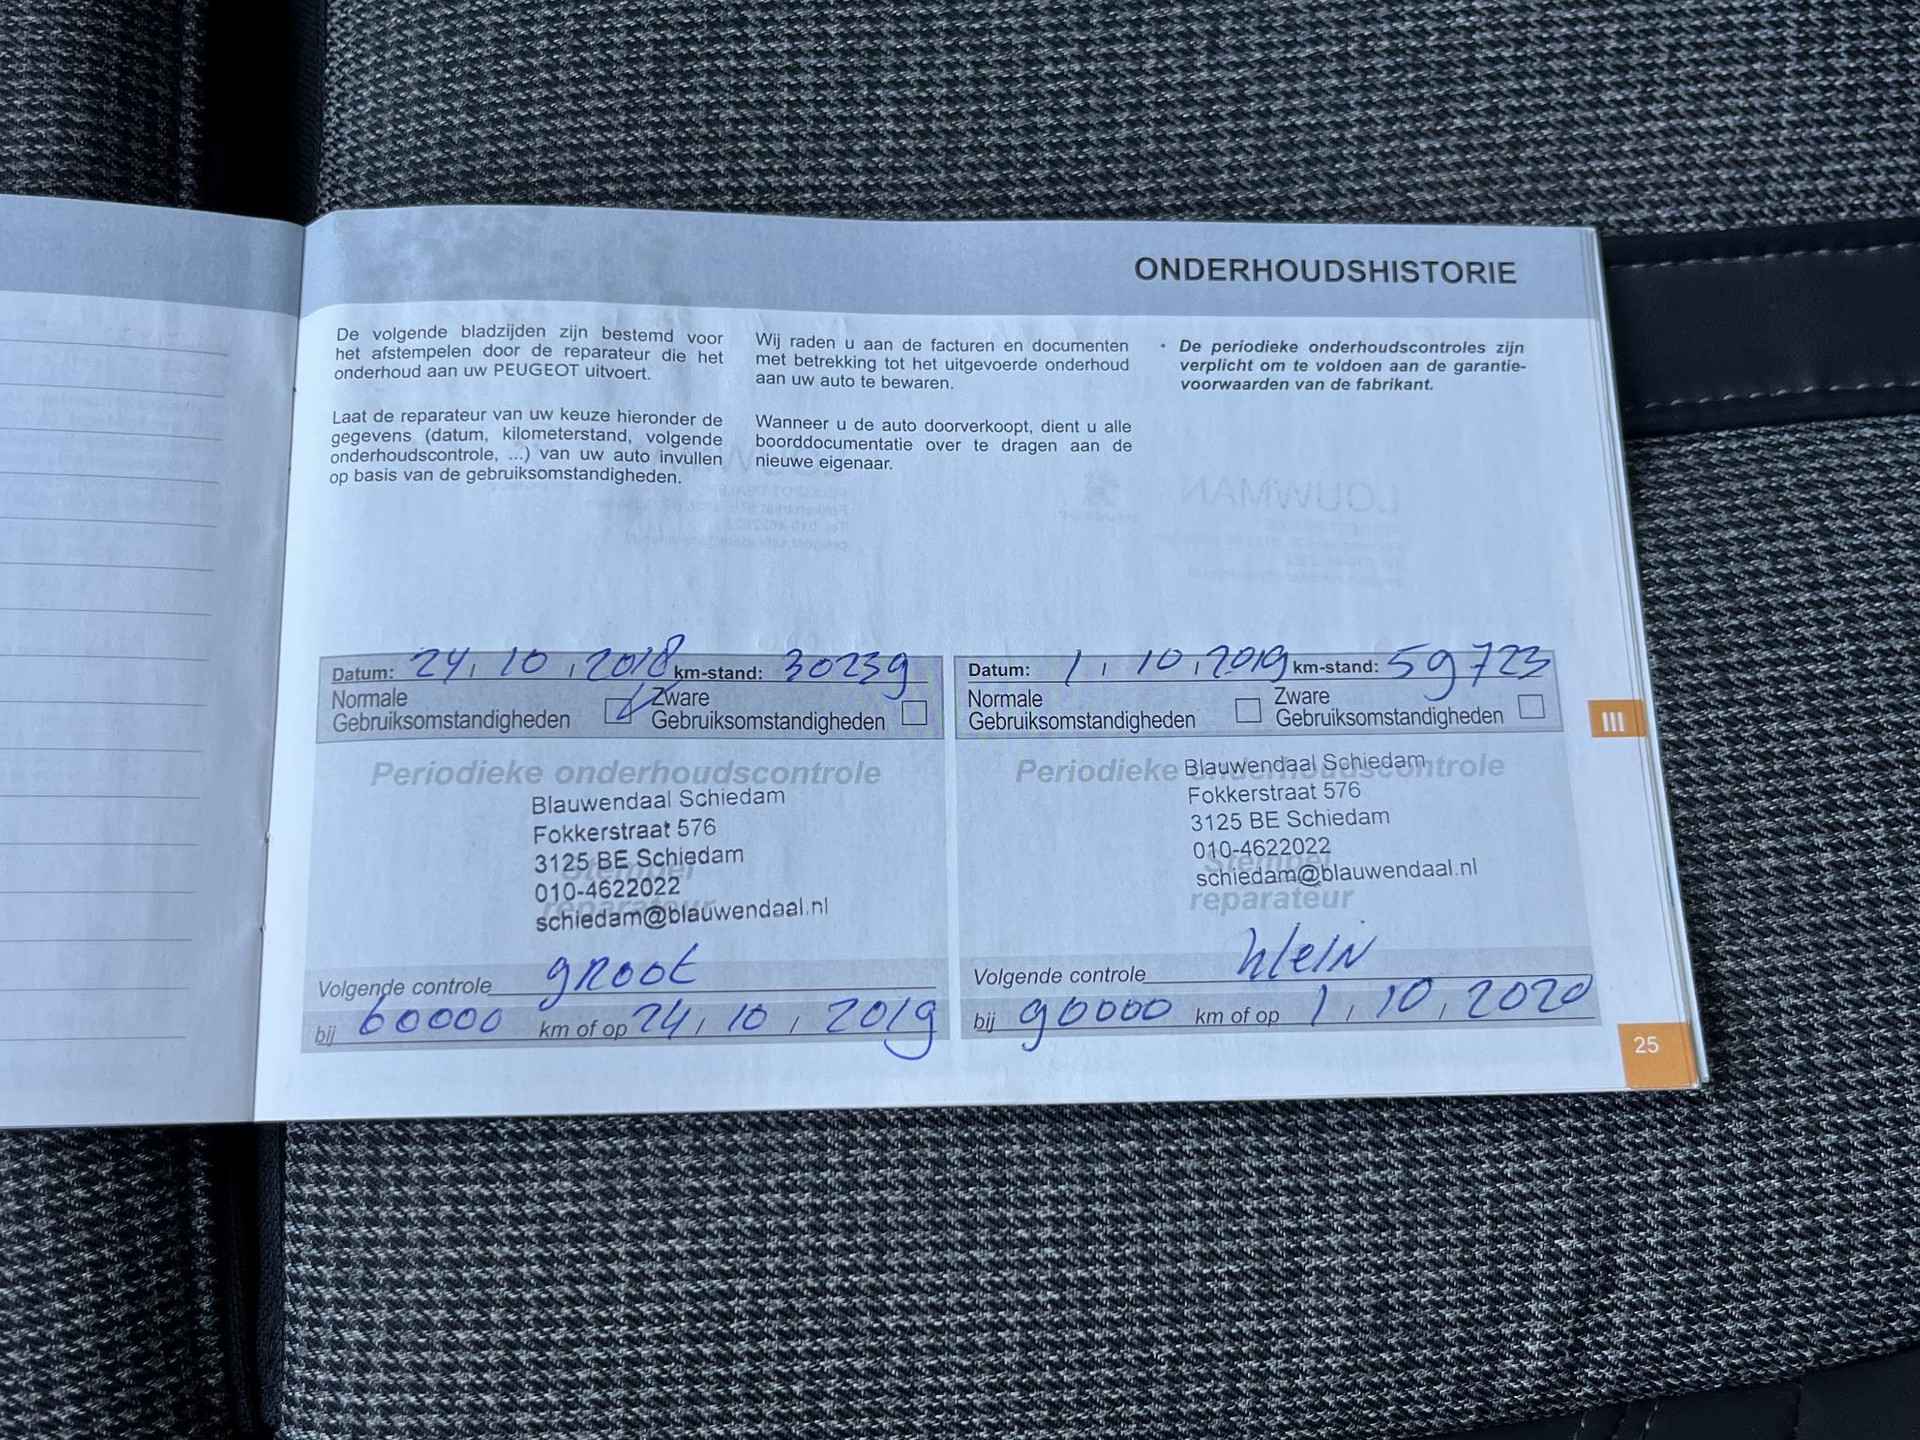 ONDERHOUDSHISTORIE
De volgende bladzijden zijn bestemd voor
het afstempelen door de reparateur die het
onderhoud aan uw PEUGEOT uitvoert.
Laat de reparateur van uw keuze hieronder de
gegevens (datum, kilometerstand, volgende
onderhoudscontrole, ...) van uw auto invullen
op basis van de gebruiksomstandigheden.
Wij raden u aan de facturen en documenten
met betrekking tot het uitgevoerde onderhoud
aan uw auto te bewaren.
Wanneer u de auto doorverkoopt, dient u alle
boorddocumentatie over te dragen aan de
nieuwe eigenaar.
• De periodieke onderhoudscontroles zijn
verplicht om te voldoen aan de garantie-
voorwaarden van de fabrikant.
LOUWMAN
Datum: 24, 10, 2018 km-stand: 30239
Normale
Gebruiksomstandigheden
Zware
Gebruiksomstandigheden
Periodieke onderhoudscontrole
Blauwendaal Schiedam
Fokkerstraat 576
3125 BE Schiedam
Stempel
010-4622022
reparateur
schiedam@blauwendaal.nl
Volgende controle groot
bij 60000 km of op 24, 10, 2019
Datum: 1, 10, 2019 km-stand: 59723
Normale
Gebruiksomstandigheden
Zware
Gebruiksomstandigheden
Periodieke onderhoudscontrole
Blauwendaal Schiedam
Fokkerstraat 576
3125 BE Schiedam
010-4622022
Stempel
schiedam@blauwendaal.nl
reparateur
Volgende controle klein
bij 90000 km of op 1, 10, 2020
III
25